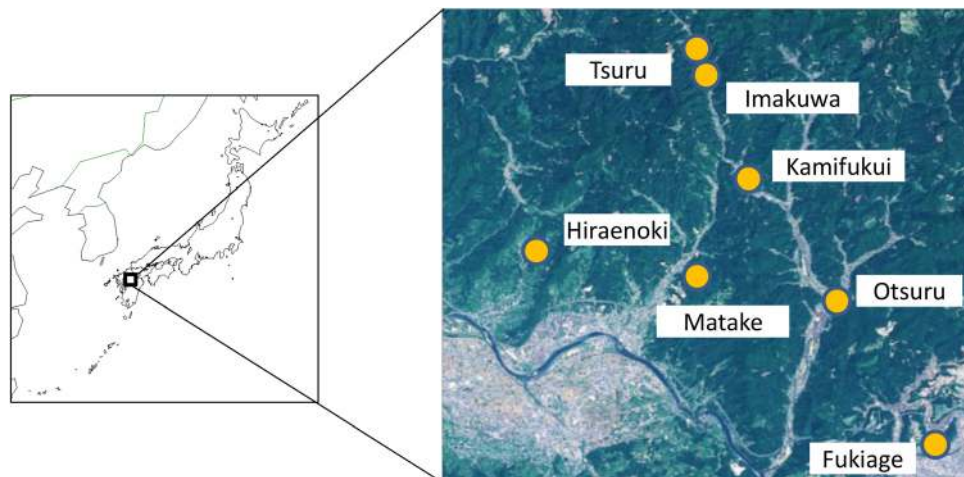 Tsuru
Imakuwa
Kamifukui
Hiraenoki
Matake
Otsuru
Fukiage